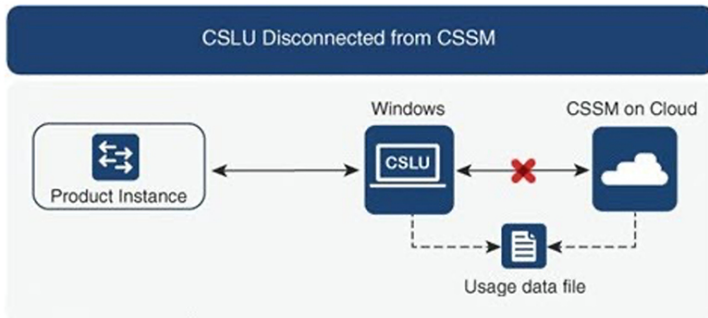 CSLU Disconnected from CSSM
Windows
CSSM on Cloud
CSLU
Product Instance
Usage data file